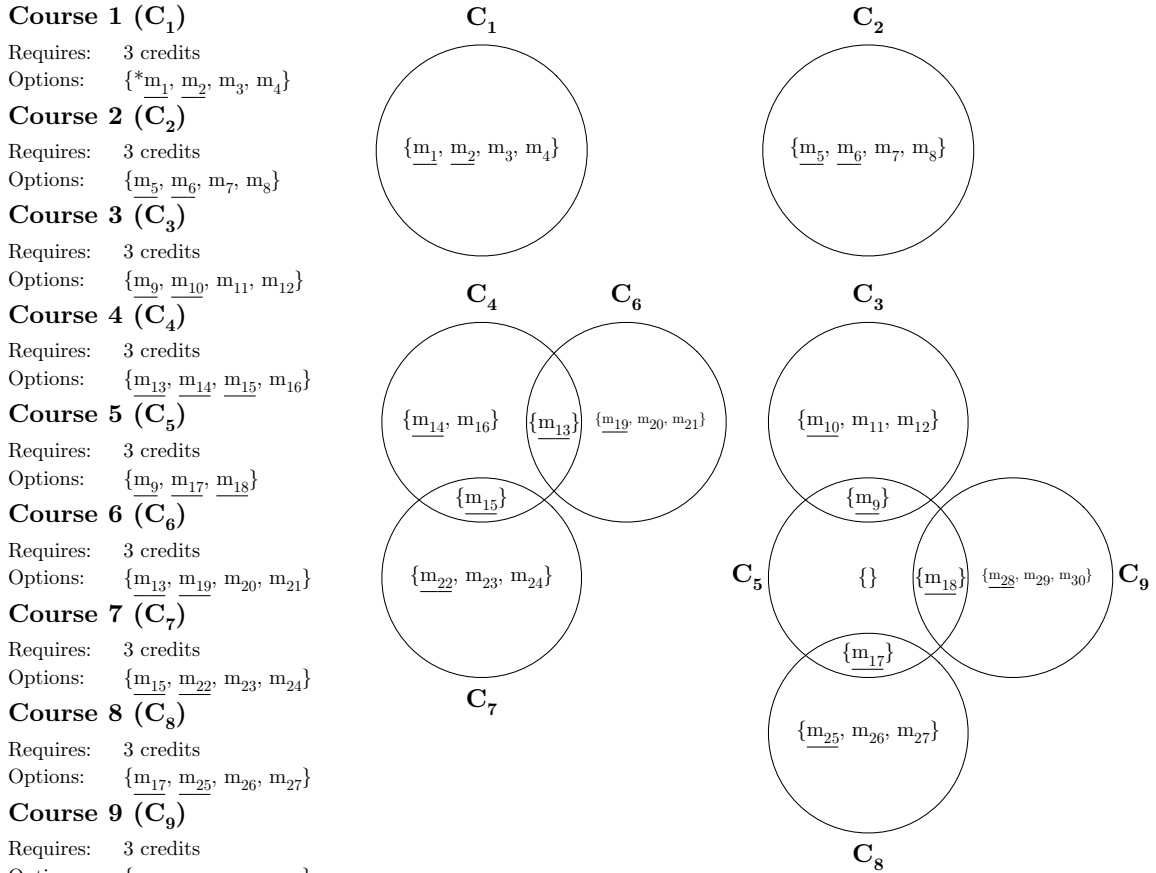 Course 1 (C₁)
Requires: 3 credits
Options: {*m₁, m₂, m₃, m₄}
Course 2 (C₂)
Requires: 3 credits
Options: {m₅, m₆, m₇, m₈}
Course 3 (C₃)
Requires: 3 credits
Options: {m₉, m₁₀, m₁₁, m₁₂}
Course 4 (C₄)
Requires: 3 credits
Options: {m₁₃, m₁₄, m₁₅, m₁₆}
Course 5 (C₅)
Requires: 3 credits
Options: {m₉, m₁₇, m₁₈}
Course 6 (C₆)
Requires: 3 credits
Options: {m₁₃, m₁₉, m₂₀, m₂₁}
Course 7 (C₇)
Requires: 3 credits
Options: {m₁₅, m₂₂, m₂₃, m₂₄}
Course 8 (C₈)
Requires: 3 credits
Options: {m₁₇, m₂₅, m₂₆, m₂₇}
Course 9 (C₉)
Requires: 3 credits
C₁
{m₁, m₂, m₃, m₄}
C₂
{m₅, m₆, m₇, m₈}
C₄
C₆
{m₁₄, m₁₆}
{m₁₃}
{m₁₉, m₂₀, m₂₁}
{m₁₅}
{m₂₂, m₂₃, m₂₄}
C₇
C₃
{m₁₀, m₁₁, m₁₂}
{m₉}
C₅
{}
{m₁₈}
{m₂₈, m₂₉, m₃₀}
C₉
{m₁₇}
{m₂₅, m₂₆, m₂₇}
C₈